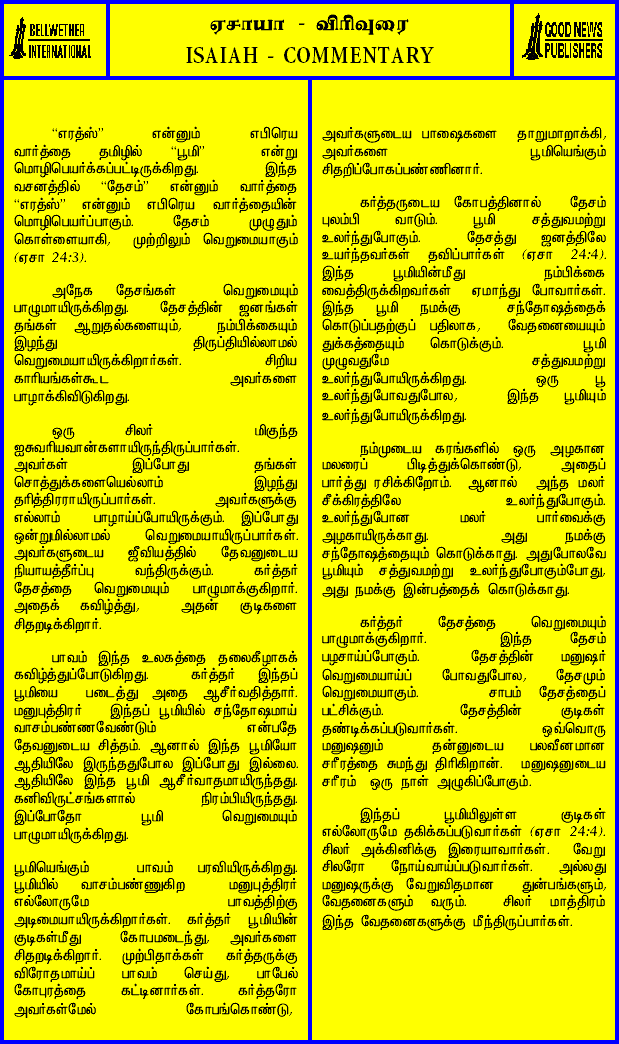 BELLWETHER
INTERNATIONAL
ஏசாயா - விரிவுரை
ISAIAH - COMMENTARY
GOOD NEWS
PUBLISHERS
“எரத்ஸ்” என்னும் எபிரெய
வார்த்தை தமிழில் “பூமி” என்று
மொழிபெயர்க்கப்பட்டிருக்கிறது. இந்த
வசனத்தில் “தேசம்” என்னும் வார்த்தை
“எரத்ஸ்” என்னும் எபிரெய வார்த்தையின்
மொழிபெயர்ப்பாகும். தேசம் முழுதும்
கொள்ளையாகி, முற்றிலும் வெறுமையாகும்
(ஏசா 24:3).
அநேக தேசங்கள் வெறுமையும்
பாழுமாயிருக்கிறது. தேசத்தின் ஜனங்கள்
தங்கள் ஆறுதல்களையும், நம்பிக்கையும்
இழந்து திருப்தியில்லாமல்
வெறுமையாயிருக்கிறார்கள். சிறிய
காரியங்கள்கூட அவர்களை
பாழாக்கிவிடுகிறது.
ஒரு சிலர் மிகுந்த
ஐசுவரியவான்களாயிருந்திருப்பார்கள்.
அவர்கள் இப்போது தங்கள்
சொத்துக்களையெல்லாம் இழந்து
தரித்திரராயிருப்பார்கள். அவர்களுக்கு
எல்லாம் பாழாய்ப்போயிருக்கும். இப்போது
ஒன்றுமில்லாமல் வெறுமையாயிருப்பார்கள்.
அவர்களுடைய ஜீவியத்தில் தேவனுடைய
நியாயத்தீர்ப்பு வந்திருக்கும். கர்த்தர்
தேசத்தை வெறுமையும் பாழுமாக்குகிறார்.
அதைக் கவிழ்த்து, அதன் குடிகளை
சிதறடிக்கிறார்.
பாவம் இந்த உலகத்தை தலைகீழாகக்
கவிழ்த்துப்போடுகிறது. கர்த்தர் இந்தப்
பூமியை படைத்து அதை ஆசீர்வதித்தார்.
மனுபுத்திரர் இந்தப் பூமியில் சந்தோஷமாய்
வாசம்பண்ணவேண்டும் என்பதே
தேவனுடைய சித்தம். ஆனால் இந்த பூமியோ
ஆதியிலே இருந்ததுபோல இப்போது இல்லை.
ஆதியிலே இந்த பூமி ஆசீர்வாதமாயிருந்தது.
கனிவிருட்சங்களால் நிரம்பியிருந்தது.
இப்போதோ பூமி வெறுமையும்
பாழுமாயிருக்கிறது.
பூமியெங்கும் பாவம் பரவியிருக்கிறது.
பூமியில் வாசம்பண்ணுகிற மனுபுத்திரர்
எல்லோருமே பாவத்திற்கு
அடிமையாயிருக்கிறார்கள். கர்த்தர் பூமியின்
குடிகள்மீது கோபமடைந்து, அவர்களை
சிதறடிக்கிறார். முற்பிதாக்கள் கர்த்தருக்கு
விரோதமாய்ப் பாவம் செய்து, பாபேல்
கோபுரத்தை கட்டினார்கள். கர்த்தரோ
அவர்கள்மேல் கோபங்கொண்டு,
அவர்களுடைய பாஷைகளை தாறுமாறாக்கி,
அவர்களை பூமியெங்கும்
சிதறிப்போகப்பண்ணினார்.
கர்த்தருடைய கோபத்தினால் தேசம்
புலம்பி வாடும். பூமி சத்துவமற்று
உலர்ந்துபோகும். தேசத்து ஜனத்திலே
உயர்ந்தவர்கள் தவிப்பார்கள் (ஏசா 24:4).
இந்த பூமியின்மீது நம்பிக்கை
வைத்திருக்கிறவர்கள் ஏமாந்து போவார்கள்.
இந்த பூமி நமக்கு சந்தோஷத்தைக்
கொடுப்பதற்குப் பதிலாக, வேதனையையும்
துக்கத்தையும் கொடுக்கும். பூமி
முழுவதுமே சத்துவமற்று
உலர்ந்துபோயிருக்கிறது. ஒரு பூ
உலர்ந்துபோவதுபோல, இந்த பூமியும்
உலர்ந்துபோயிருக்கிறது.
நம்முடைய கரங்களில் ஒரு அழகான
மலரைப் பிடித்துக்கொண்டு, அதைப்
பார்த்து ரசிக்கிறோம். ஆனால் அந்த மலர்
சீக்கிரத்திலே உலர்ந்துபோகும்.
உலர்ந்துபோன மலர் பார்வைக்கு
அழகாயிருக்காது. அது நமக்கு
சந்தோஷத்தையும் கொடுக்காது. அதுபோலவே
பூமியும் சத்துவமற்று உலர்ந்துபோகும்போது,
அது நமக்கு இன்பத்தைக் கொடுக்காது.
கர்த்தர் தேசத்தை வெறுமையும்
பாழுமாக்குகிறார். இந்த தேசம்
பழசாய்ப்போகும். தேசத்தின் மனுஷர்
வெறுமையாய்ப் போவதுபோல, தேசமும்
வெறுமையாகும். சாபம் தேசத்தைப்
பட்சிக்கும். தேசத்தின் குடிகள்
தண்டிக்கப்படுவார்கள். ஒவ்வொரு
மனுஷனும் தன்னுடைய பலவீனமான
சரீரத்தை சுமந்து திரிகிறான். மனுஷனுடைய
சரீரம் ஒரு நாள் அழுகிப்போகும்.
இந்தப் பூமியிலுள்ள குடிகள்
எல்லோருமே தகிக்கப்படுவார்கள் (ஏசா 24:4).
சிலர் அக்கினிக்கு இரையாவார்கள். வேறு
சிலரோ நோய்வாய்ப்படுவார்கள். அல்லது
மனுஷருக்கு வேறுவிதமான துன்பங்களும்,
வேதனைகளும் வரும். சிலர் மாத்திரம்
இந்த வேதனைகளுக்கு மீந்திருப்பார்கள்.